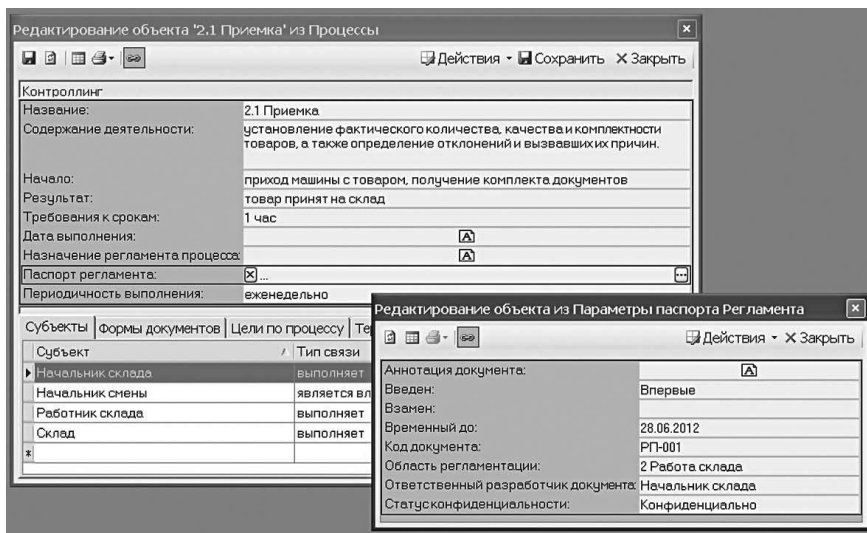 Редактирование объекта '2.1 Приемка' из Процессы
Действия Сохранить Закрыть
Контроллинг
Название: 2.1 Приемка
Содержание деятельности: установление фактического количества, качества и комплектности
товаров, а также определение отклонений и вызвавших их причин.
Начало: приход машины с товаром, получение комплекта документов
Результат: товар принят на склад
Требования к срокам: 1 час
Дата выполнения: A
Назначение регламента процесса: A
Паспорт регламента: ...
Периодичность выполнения: еженедельно
Субъекты Формы документов Цели по процессу
Субъект Тип связи
Начальник склада выполняет
Начальник смены является вл
Работник склада выполняет
Склад выполняет
Редактирование объекта из Параметры паспорта Регламента
Действия Закрыть
Аннотация документа: A
Введен: Впервые
Взамен:
Временный до: 28.06.2012
Код документа: РП-001
Область регламентации: 2 Работа склада
Ответственный разработчик документа: Начальник склада
Статус конфиденциальности: Конфиденциально